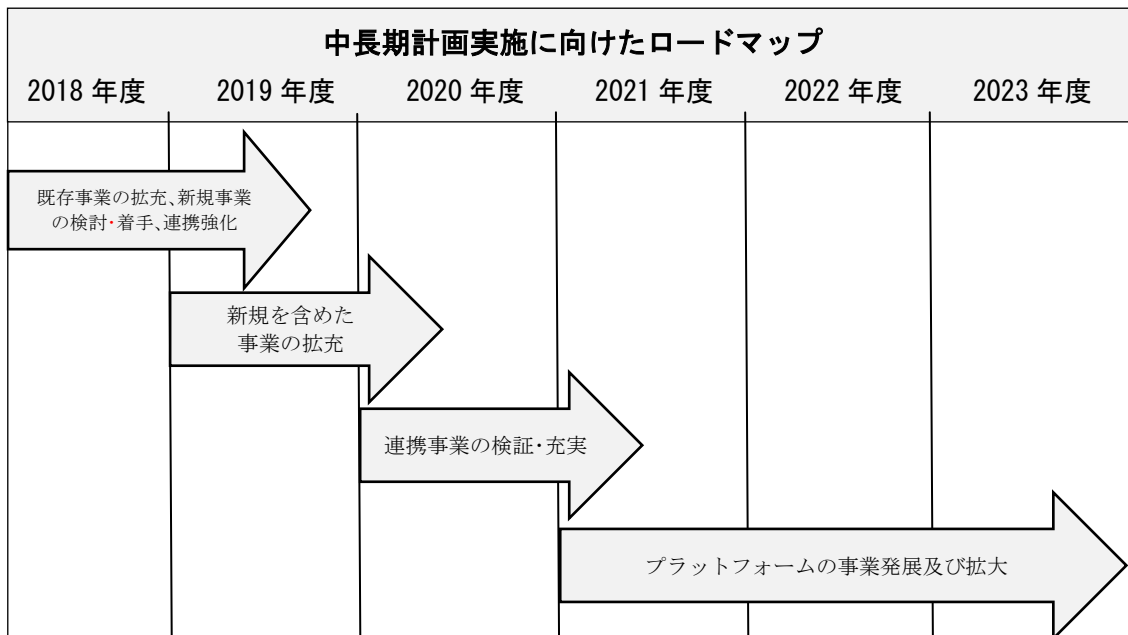 中長期計画実施に向けたロードマップ
2018 年度 2019 年度 2020 年度 2021 年度 2022 年度 2023 年度
既存事業の拡充、新規事業
の検討・着手、連携強化
新規を含めた
事業の拡充
連携事業の検証・充実
プラットフォームの事業発展及び拡大